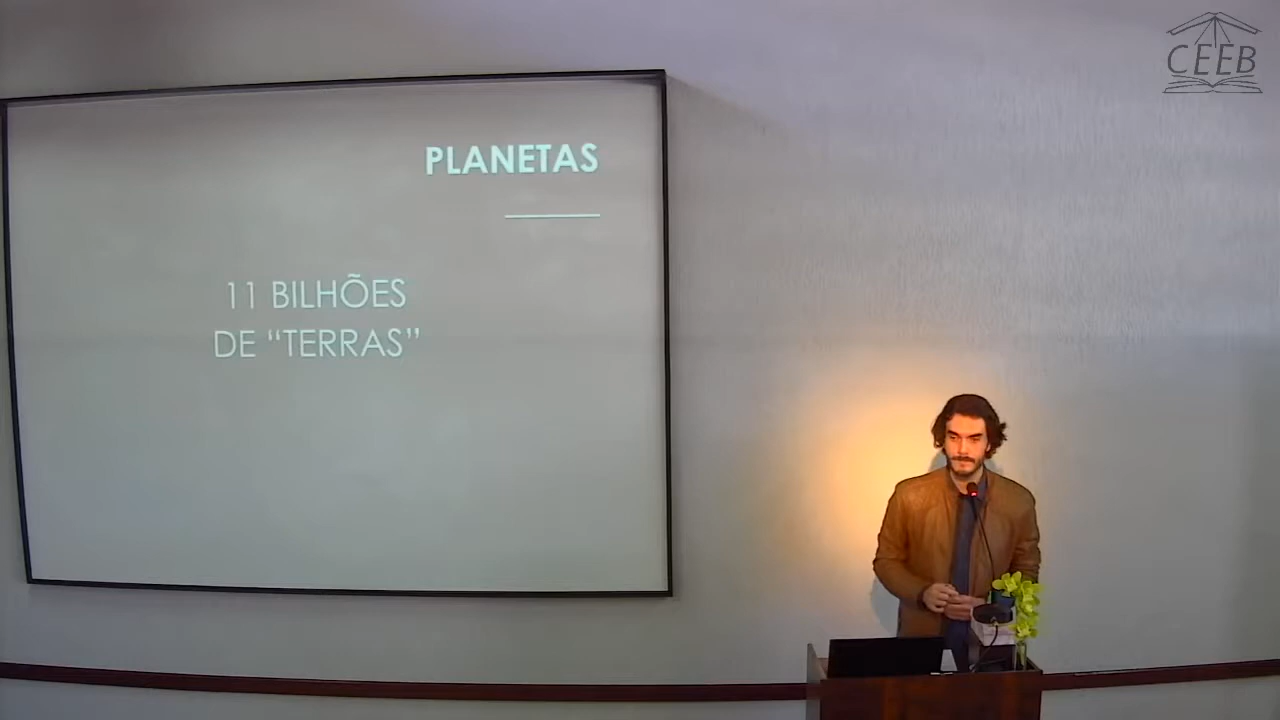 CEEB
PLANETAS
11 BILHÕES
DE “TERRAS”